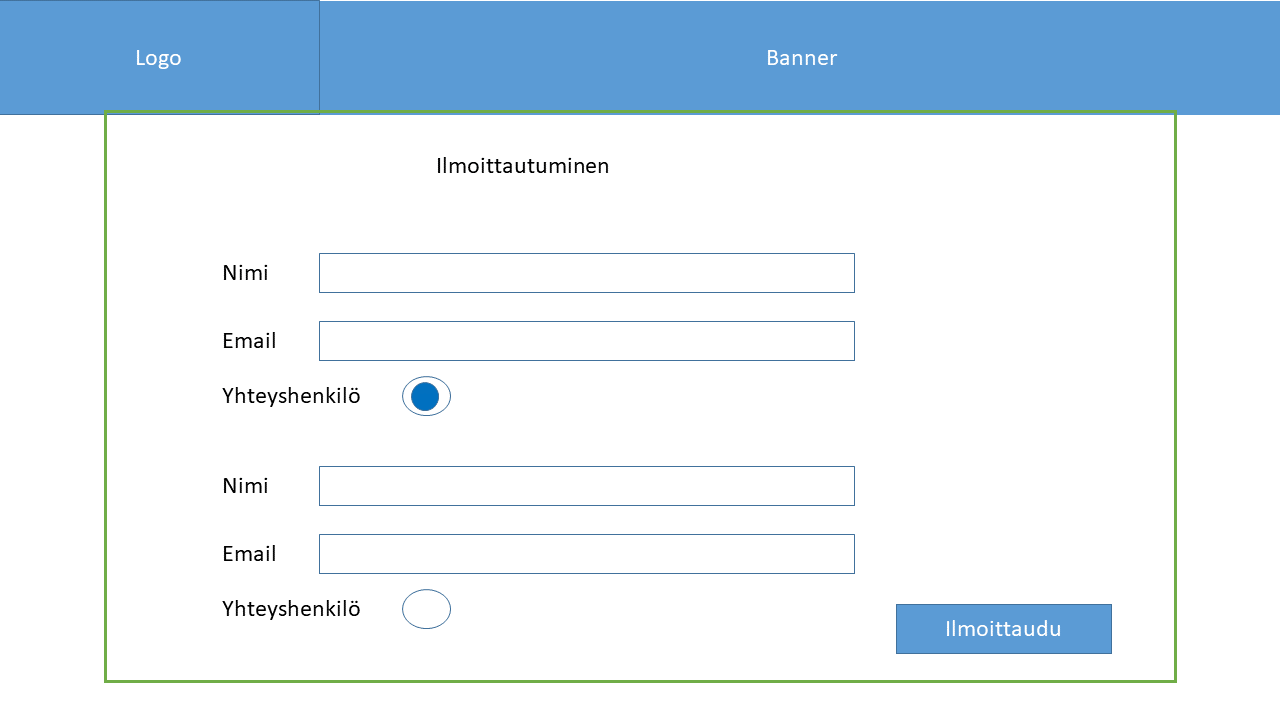 Logo
Banner
Ilmoittautuminen
Nimi
Email
Yhteyshenkilö
Nimi
Email
Yhteyshenkilö
Ilmoittaudu